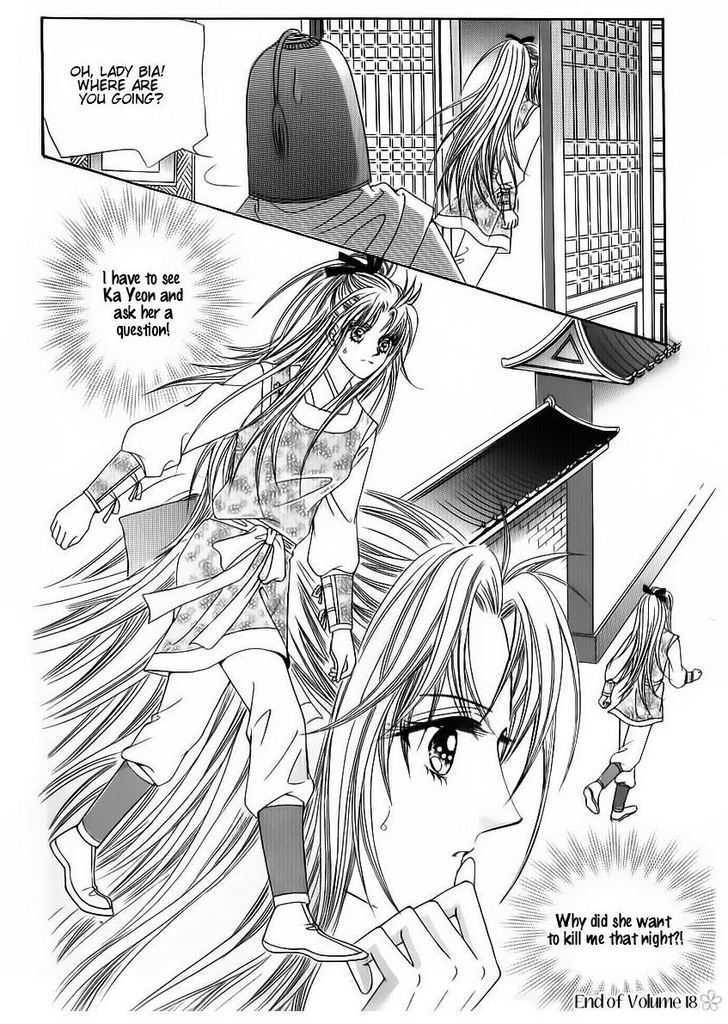 OH, LADY BIA!
WHERE ARE
YOU GOING?
I have to see
Ka Yeon and
ask her a
question!
Why did she want
to kill me that night?!
End of Volume 18